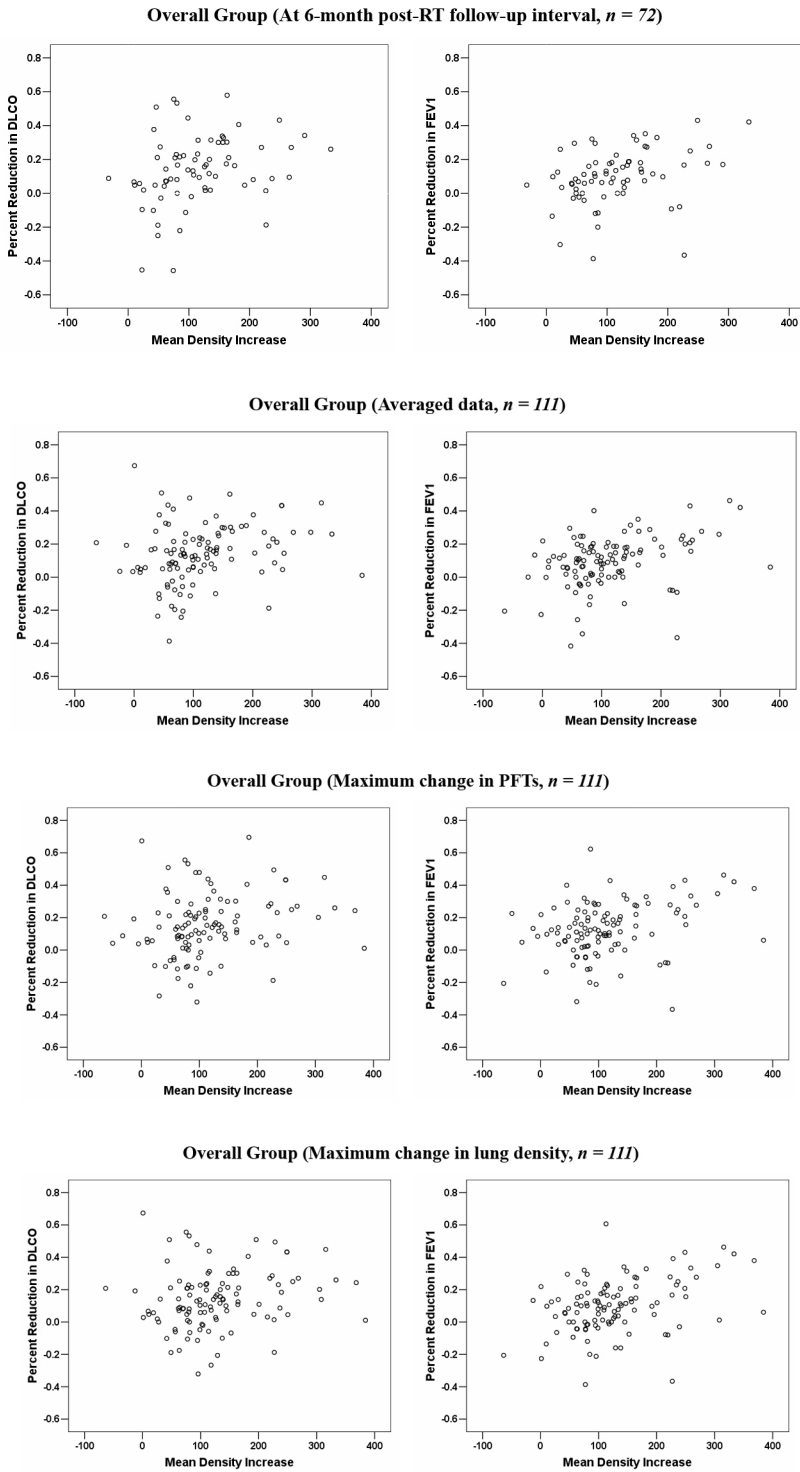 Overall Group (At 6-month post-RT follow-up interval, n = 72)
Percent Reduction in DLCO
0.8
0.6
0.4
0.2
0.0
-0.2
-0.4
-0.6
-100 0 100 200 300 400
Mean Density Increase
Percent Reduction in FEV1
0.8
0.6
0.4
0.2
0.0
-0.2
-0.4
-0.6
-100 0 100 200 300 400
Mean Density Increase
Overall Group (Averaged data, n = 111)
Percent Reduction in DLCO
0.8
0.6
0.4
0.2
0.0
-0.2
-0.4
-0.6
-100 0 100 200 300 400
Mean Density Increase
Percent Reduction in FEV1
0.8
0.6
0.4
0.2
0.0
-0.2
-0.4
-0.6
-100 0 100 200 300 400
Mean Density Increase
Overall Group (Maximum change in PFTs, n = 111)
Percent Reduction in DLCO
0.8
0.6
0.4
0.2
0.0
-0.2
-0.4
-0.6
-100 0 100 200 300 400
Mean Density Increase
Percent Reduction in FEV1
0.8
0.6
0.4
0.2
0.0
-0.2
-0.4
-0.6
-100 0 100 200 300 400
Mean Density Increase
Overall Group (Maximum change in lung density, n = 111)
Percent Reduction in DLCO
0.8
0.6
0.4
0.2
0.0
-0.2
-0.4
-0.6
-100 0 100 200 300 400
Mean Density Increase
Percent Reduction in FEV1
0.8
0.6
0.4
0.2
0.0
-0.2
-0.4
-0.6
-100 0 100 200 300 400
Mean Density Increase